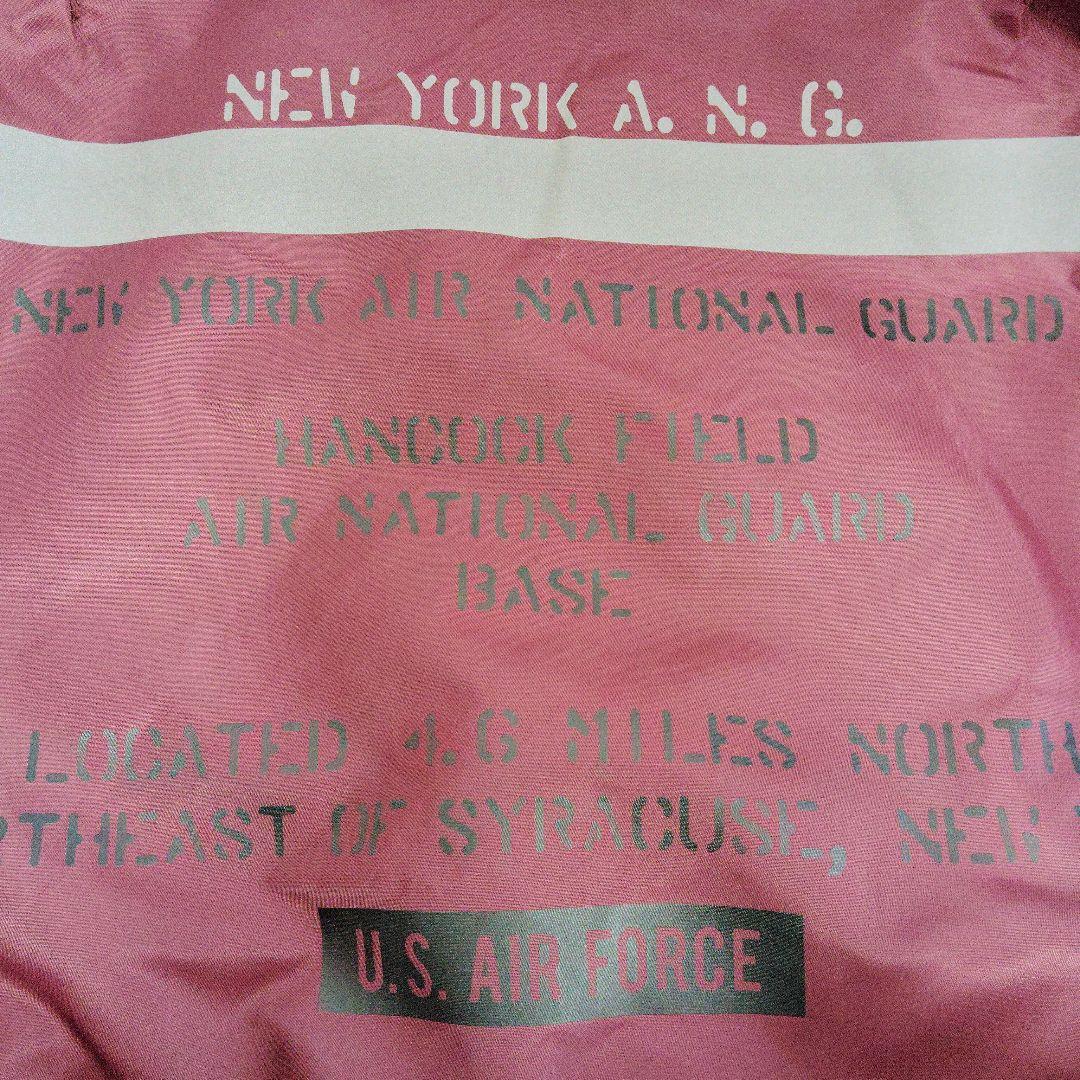 NEW YORK A. N. G.
NEW YORK AIR NATIONAL GUARD
HANCOCK FIELD
AIR NATIONAL GUARD
BASE
LOCATED 4.6 MILES NORTH
RTHEAST OF SYRACUSE, NEW
U.S. AIR FORCE